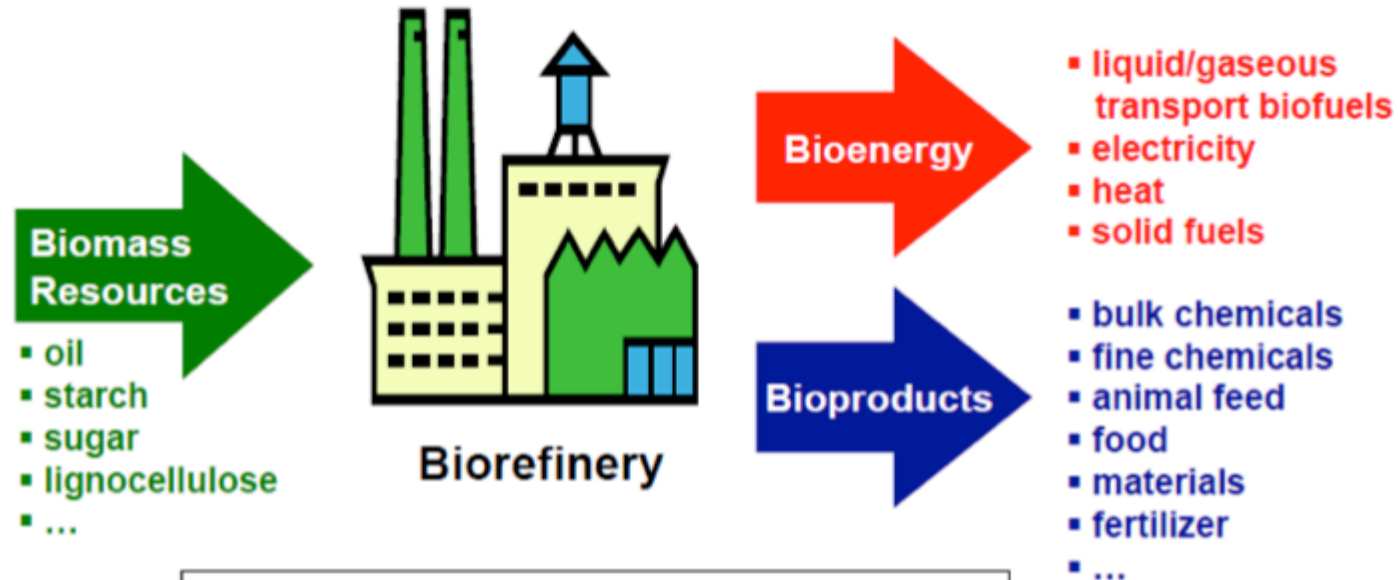 Biomass
Resources
▪ oil
▪ starch
▪ sugar
▪ lignocellulose
▪ ...
Biorefinery
Bioenergy
▪ liquid/gaseous
transport biofuels
▪ electricity
▪ heat
▪ solid fuels
Bioproducts
▪ bulk chemicals
▪ fine chemicals
▪ animal feed
▪ food
▪ materials
▪ fertilizer
▪ ...